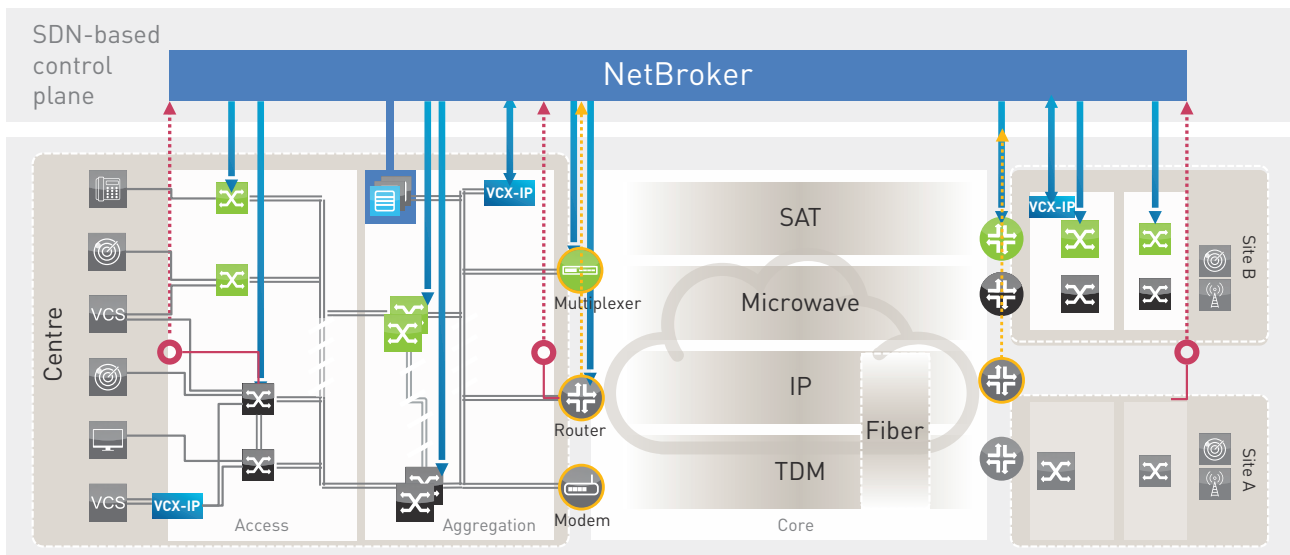 SDN-based
control
plane
NetBroker
Centre
VCS
VCS
VCX-IP
Access
VCX-IP
Aggregation
Multiplexer
Router
Modem
SAT
Microwave
IP
Fiber
TDM
Core
VCX-IP
Site B
Site A